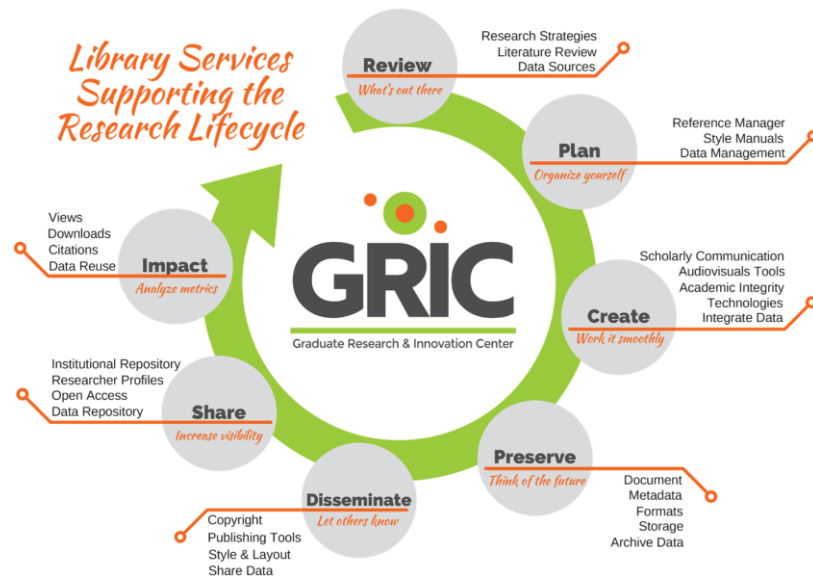 Library Services
Supporting the
Research Lifecycle
Review
What's out there
Research Strategies
Literature Review
Data Sources
Plan
Organize yourself
Reference Manager
Style Manuals
Data Management
Create
Work it smoothly
Scholarly Communication
Audiovisuals Tools
Academic Integrity
Technologies
Integrate Data
Preserve
Think of the future
Document
Metadata
Formats
Storage
Archive Data
Disseminate
Let others know
Copyright
Publishing Tools
Style & Layout
Share Data
Share
Increase visibility
Institutional Repository
Researcher Profiles
Open Access
Data Repository
Impact
Analyze metrics
Views
Downloads
Citations
Data Reuse
GRIC
Graduate Research & Innovation Center